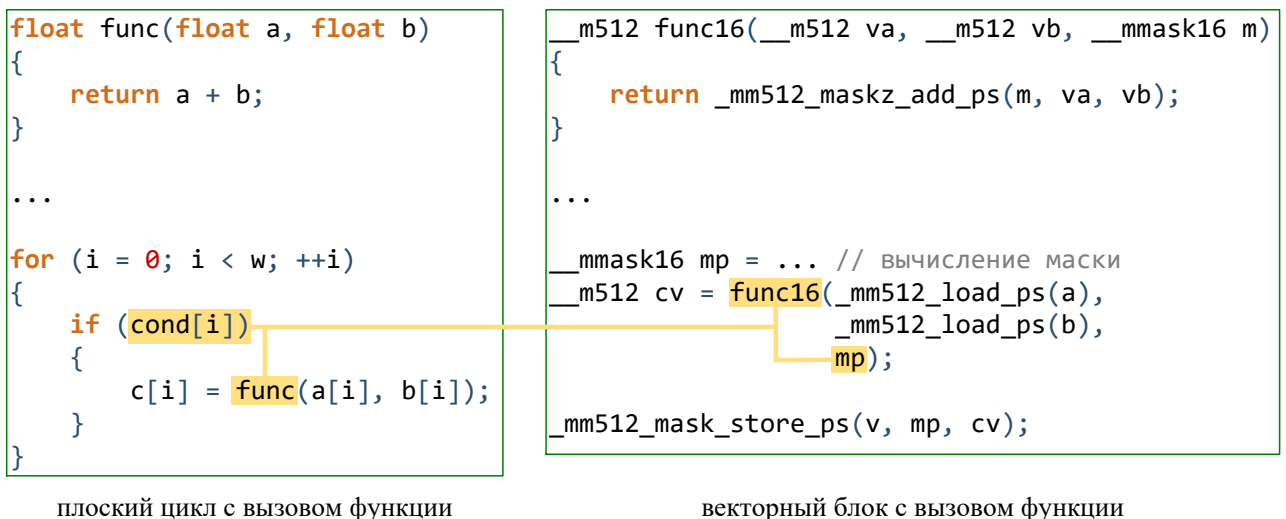 float func(float a, float b)
{
    return a + b;
}
...
for (i = 0; i < w; ++i)
{
    if (cond[i])
    {
        c[i] = func(a[i], b[i]);
    }
}
плоский цикл с вызовом функции
__m512 func16(__m512 va, __m512 vb, __mmask16 m)
{
    return _mm512_maskz_add_ps(m, va, vb);
}
...
__mmask16 mp = ... // вычисление маски
__m512 cv = func16(_mm512_load_ps(a),
_mm512_load_ps(b),
mp);
_mm512_mask_store_ps(v, mp, cv);
векторный блок с вызовом функции